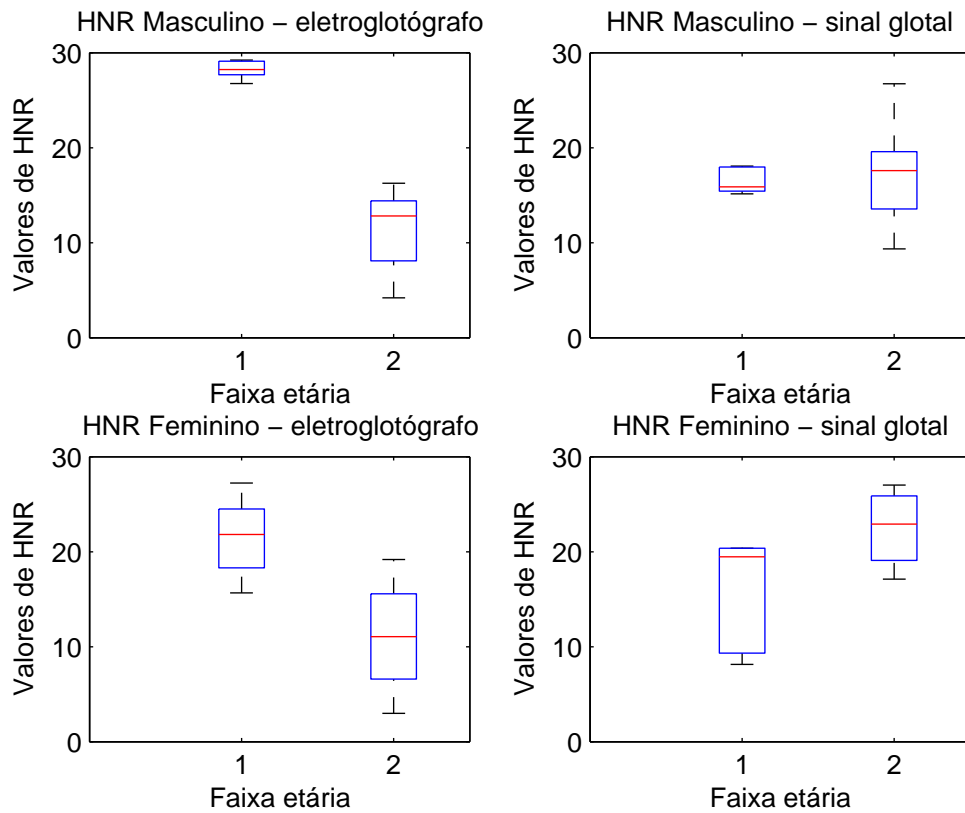 HNR Masculino – eletroglotógrafo
30
20
10
0
Valores de HNR
1 2
Faixa etária
HNR Masculino – sinal glotal
30
20
10
0
Valores de HNR
1 2
Faixa etária
HNR Feminino – eletroglotógrafo
30
20
10
0
Valores de HNR
1 2
Faixa etária
HNR Feminino – sinal glotal
30
20
10
0
Valores de HNR
1 2
Faixa etária